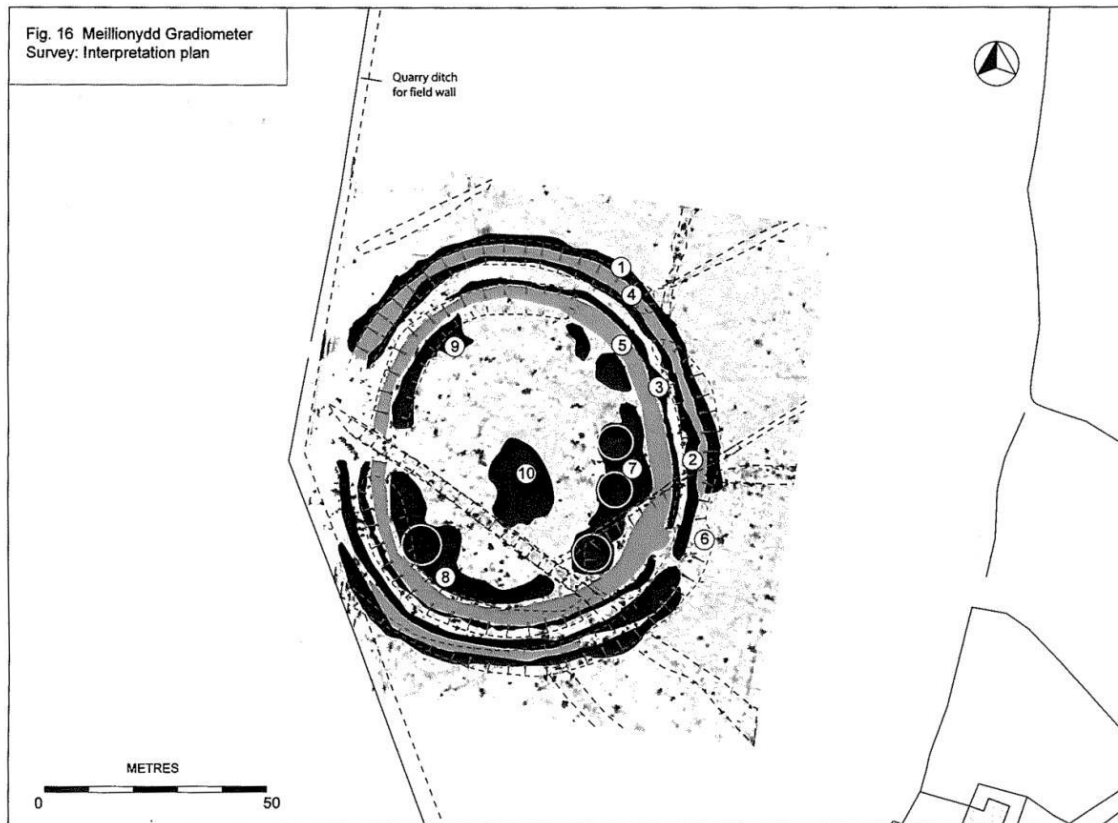 Fig. 16 Meillionydd Gradiometer
Survey: Interpretation plan
Quarry ditch
for field wall
1
4
5
9
3
2
7
10
6
8
METRES
0 50